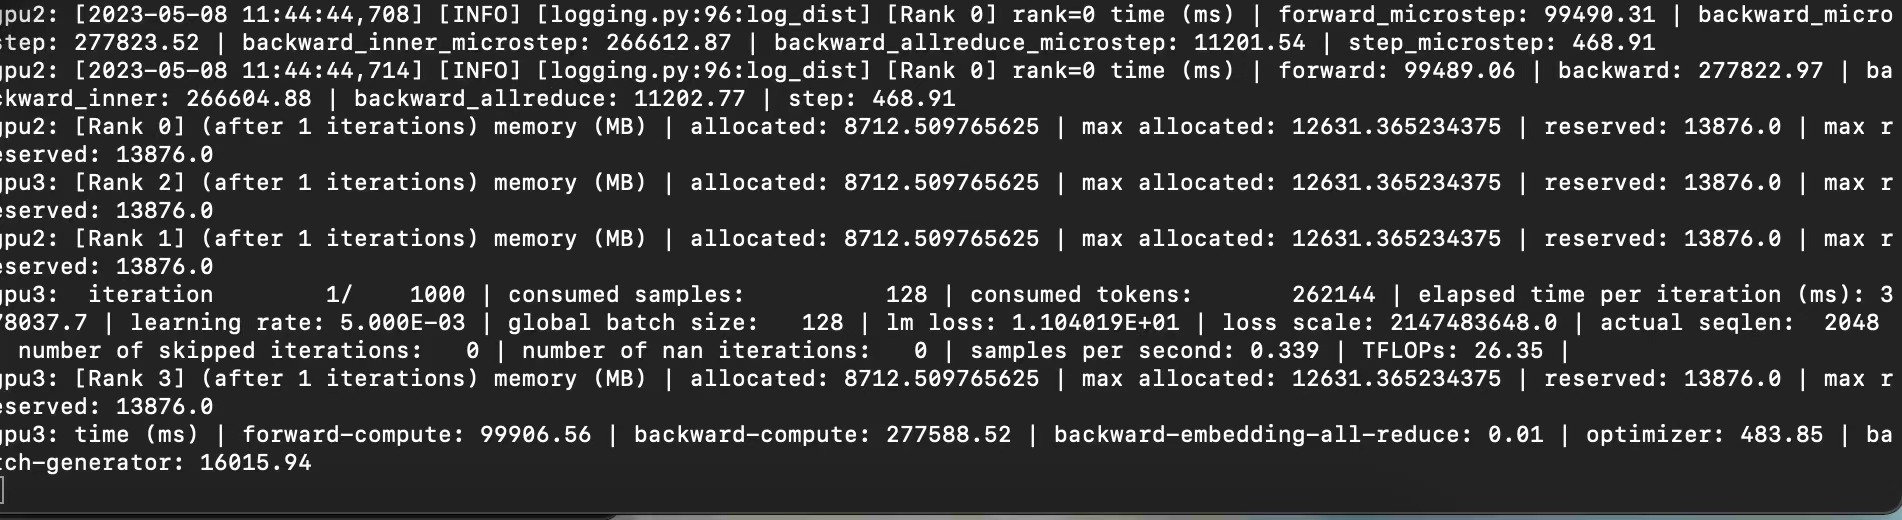 gpu2: [2023-05-08 11:44:44,708] [INFO] [logging.py:96:log_dist] [Rank 0] rank=0 time (ms) | forward_microstep: 99490.31 | backward_micro
step: 277823.52 | backward_inner_microstep: 266612.87 | backward_allreduce_microstep: 11201.54 | step_microstep: 468.91
gpu2: [2023-05-08 11:44:44,714] [INFO] [logging.py:96:log_dist] [Rank 0] rank=0 time (ms) | forward: 99489.06 | backward: 277822.97 | ba
ckward_inner: 266604.88 | backward_allreduce: 11202.77 | step: 468.91
gpu2: [Rank 0] (after 1 iterations) memory (MB) | allocated: 8712.509765625 | max allocated: 12631.365234375 | reserved: 13876.0 | max r
eserved: 13876.0
gpu3: [Rank 2] (after 1 iterations) memory (MB) | allocated: 8712.509765625 | max allocated: 12631.365234375 | reserved: 13876.0 | max r
eserved: 13876.0
gpu2: [Rank 1] (after 1 iterations) memory (MB) | allocated: 8712.509765625 | max allocated: 12631.365234375 | reserved: 13876.0 | max r
eserved: 13876.0
gpu3:  iteration        1/    1000 | consumed samples:          128 | consumed tokens:       262144 | elapsed time per iteration (ms): 3
78037.7 | learning rate: 5.000E-03 | global batch size:   128 | lm loss: 1.104019E+01 | loss scale: 2147483648.0 | actual seqlen:  2048
number of skipped iterations:   0 | number of nan iterations:   0 | samples per second: 0.339 | TFLOPs: 26.35 |
gpu3: [Rank 3] (after 1 iterations) memory (MB) | allocated: 8712.509765625 | max allocated: 12631.365234375 | reserved: 13876.0 | max r
eserved: 13876.0
gpu3: time (ms) | forward-compute: 99906.56 | backward-compute: 277588.52 | backward-embedding-all-reduce: 0.01 | optimizer: 483.85 | ba
tch-generator: 16015.94